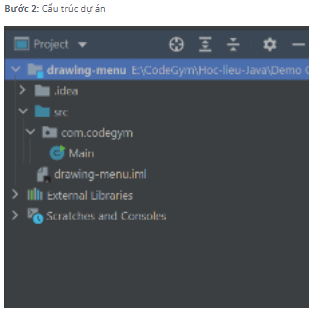 Bước 2: Cấu trúc dự án
Project
drawing-menu E:\CodeGym\Hoc-lieu-Java\Demo
.idea
src
com.codegym
Main
drawing-menu.iml
External Libraries
Scratches and Consoles